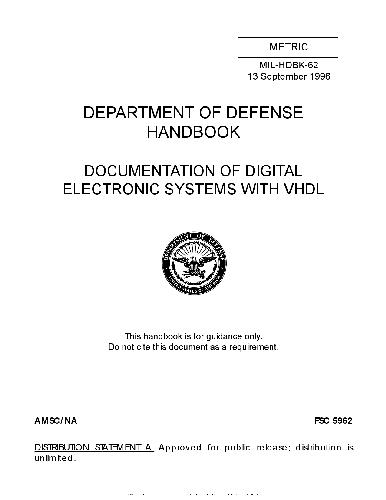 METRIC
MIL-HDBK-62
13 September 1996
DEPARTMENT OF DEFENSE
HANDBOOK
DOCUMENTATION OF DIGITAL
ELECTRONIC SYSTEMS WITH VHDL
This handbook is for guidance only.
Do not cite this document as a requirement.
AMSC/NA
FSC 5962
DISTRIBUTION STATEMENT A. Approved for public release; distribution is
unlimited.